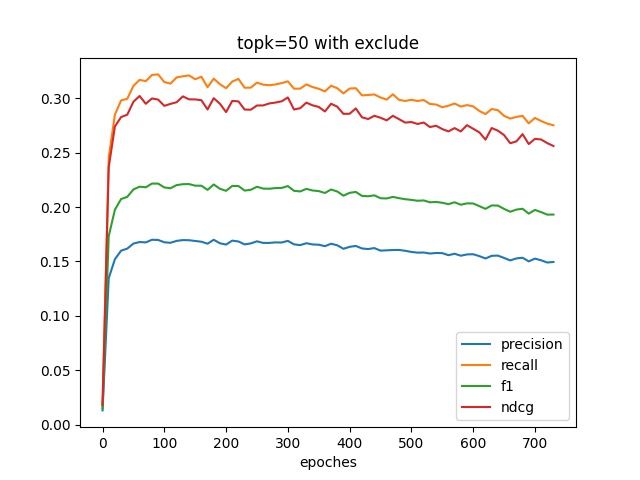 topk=50 with exclude
0.30
0.25
0.20
0.15
0.10
0.05
0.00
0 100 200 300 400 500 600 700
epoches
precision
recall
f1
ndcg